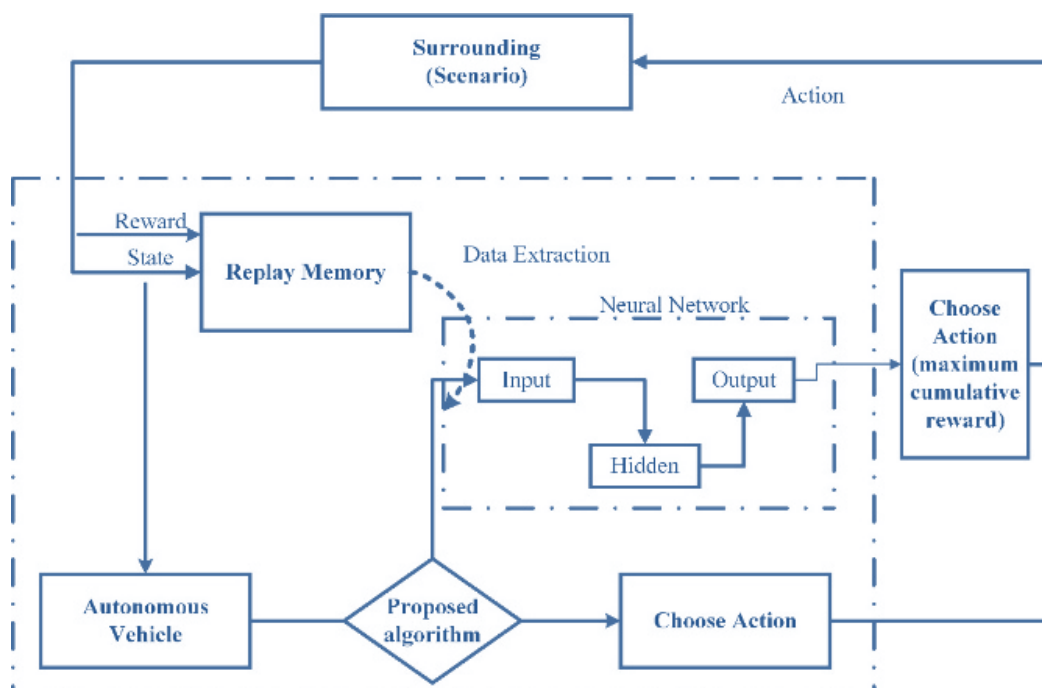 Surrounding
(Scenario)
Action
Reward
State
Replay Memory
Data Extraction
Neural Network
Input
Output
Hidden
Choose
Action
(maximum
cumulative
reward)
Autonomous
Vehicle
Proposed
algorithm
Choose Action